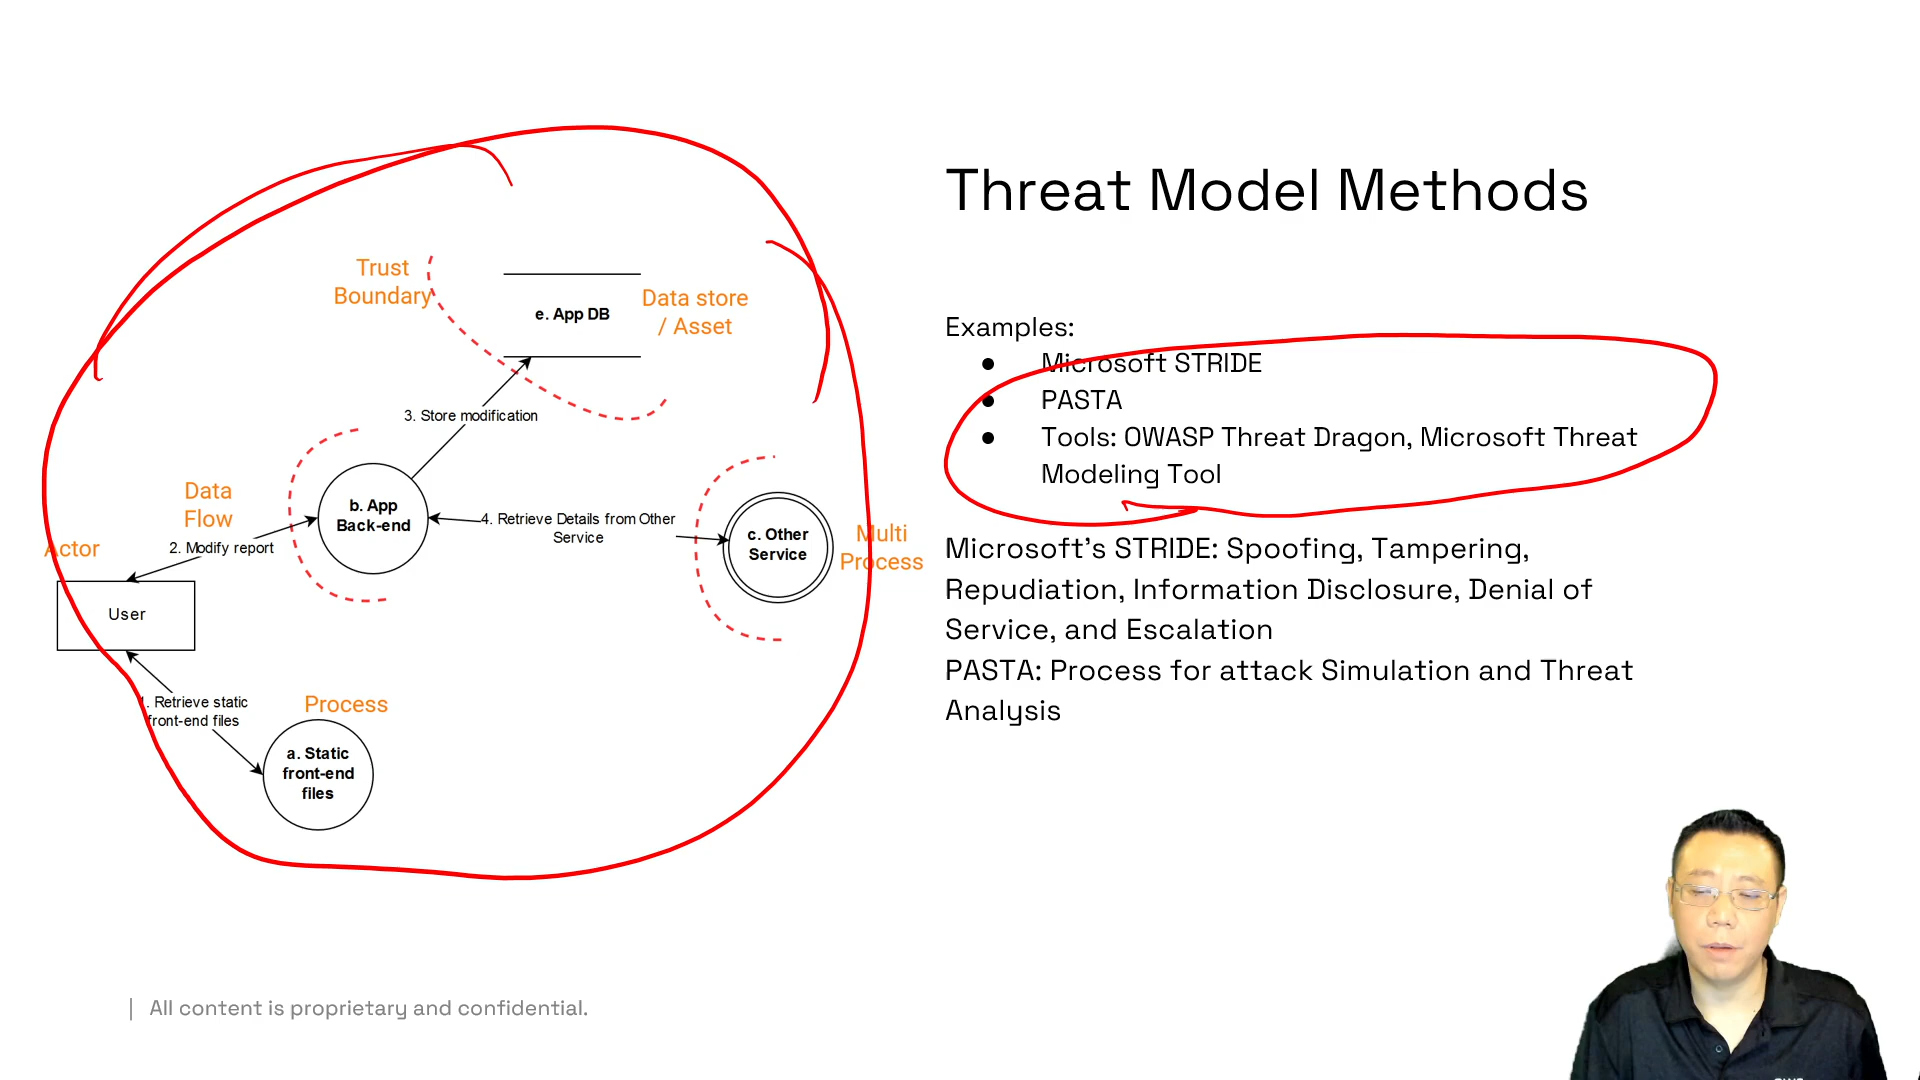 Threat Model Methods
Trust
Boundary
e. App DB
Data store
/ Asset
3. Store modification
Data
Flow
b. App
Back-end
4. Retrieve Details from Other
Service
c. Other
Service
Multi
Process
Actor
2. Modify report
User
1. Retrieve static
front-end files
Process
a. Static
front-end
files
Examples:
● Microsoft STRIDE
● PASTA
● Tools: OWASP Threat Dragon, Microsoft Threat
Modeling Tool
Microsoft's STRIDE: Spoofing, Tampering,
Repudiation, Information Disclosure, Denial of
Service, and Escalation
PASTA: Process for attack Simulation and Threat
Analysis
| All content is proprietary and confidential.